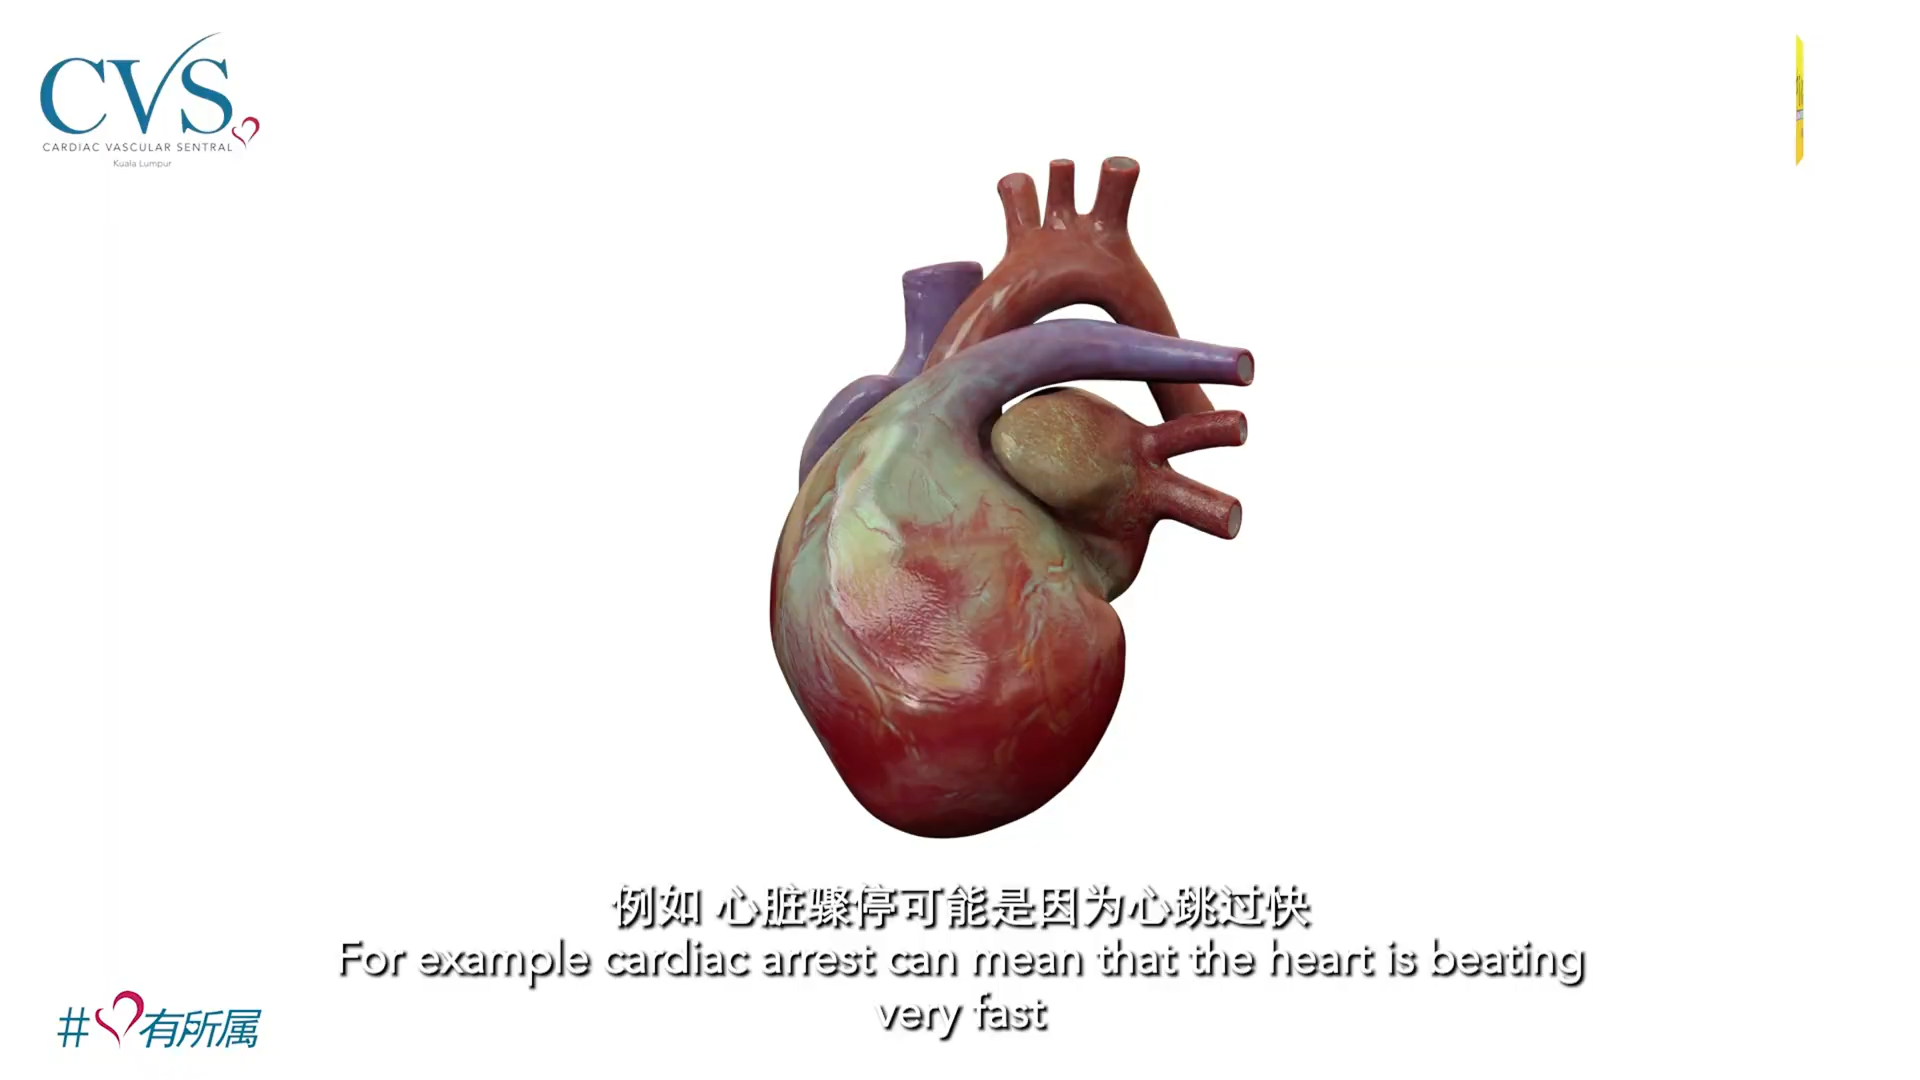 CVS
CARDIAC VASCULAR SENTRAL
Kuala Lumpur
例如 心脏骤停可能是因为心跳过快
For example cardiac arrest can mean that the heart is beating
very fast
#有所属